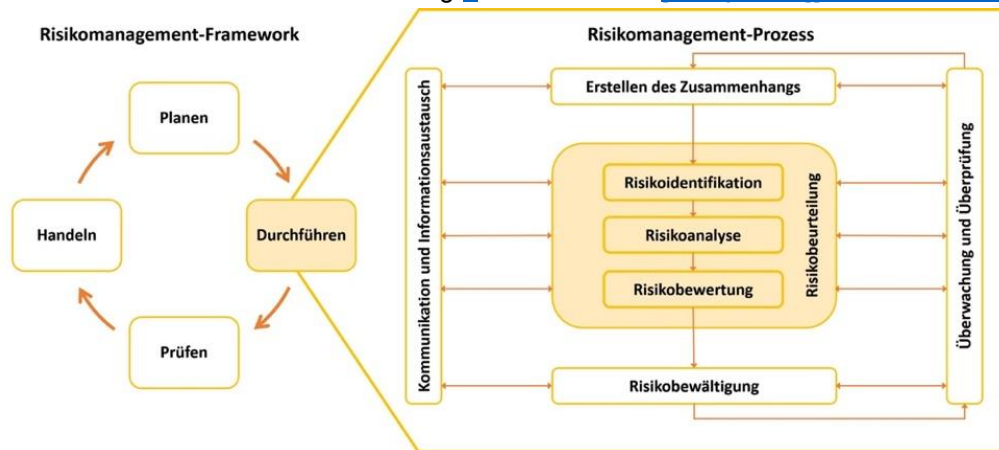 Risikomanagement-Framework
Planen
Durchführen
Prüfen
Handeln
Risikomanagement-Prozess
Kommunikation und Informationsaustausch
Erstellen des Zusammenhangs
Risikoidentifikation
Risikoanalyse
Risikobewertung
Risikobeurteilung
Risikobewältigung
Überwachung und Überprüfung